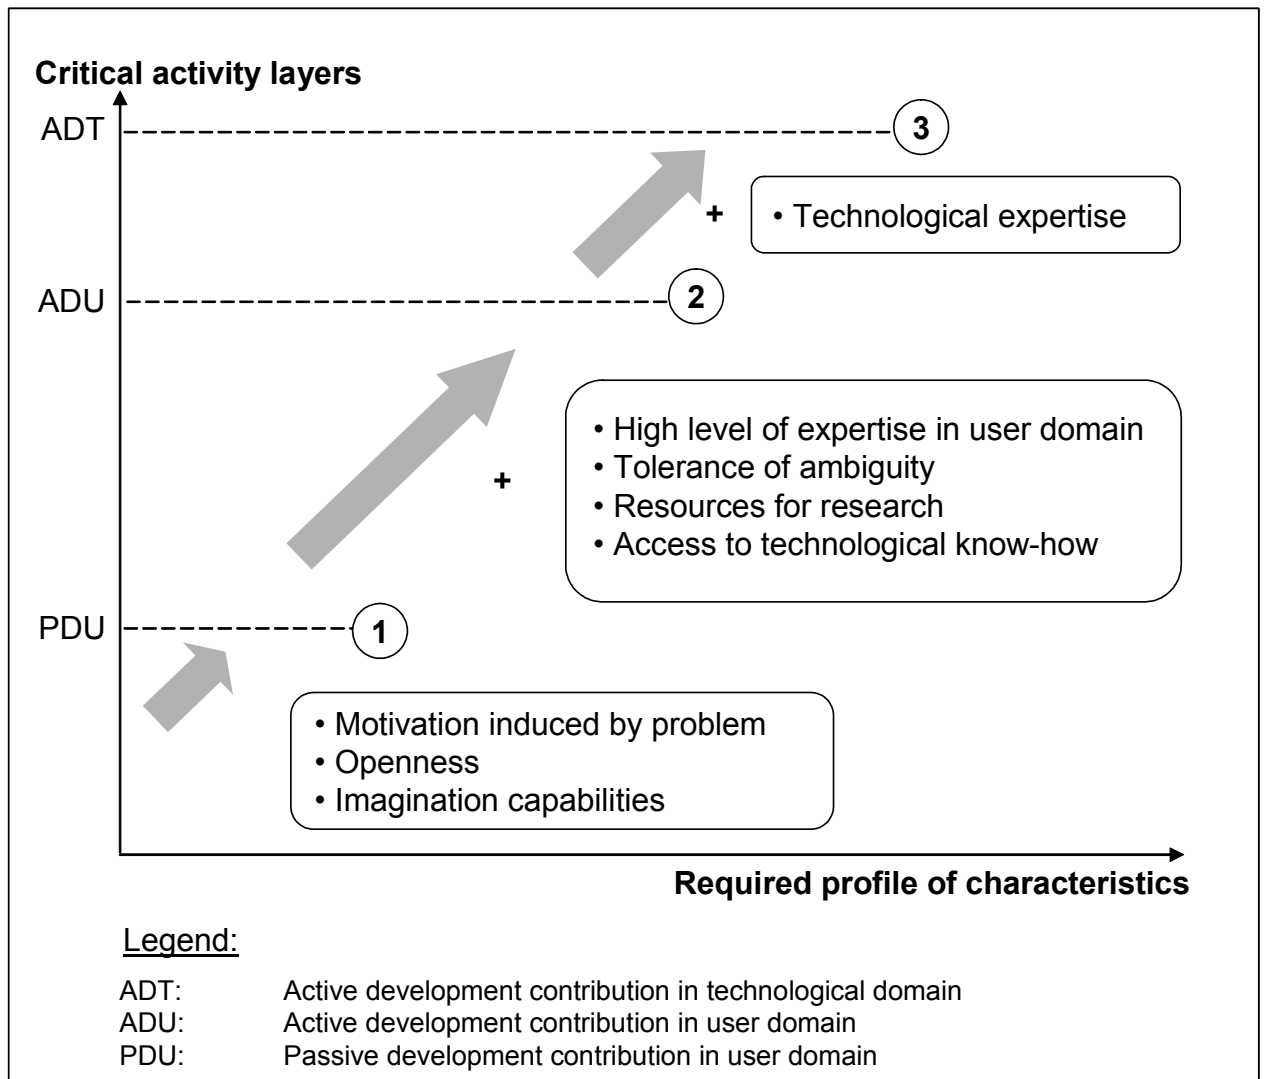 Critical activity layers
ADT
3
+
• Technological expertise
ADU
2
• High level of expertise in user domain
• Tolerance of ambiguity
+
• Resources for research
• Access to technological know-how
PDU
1
• Motivation induced by problem
• Openness
• Imagination capabilities
Required profile of characteristics
Legend:
ADT: Active development contribution in technological domain
ADU: Active development contribution in user domain
PDU: Passive development contribution in user domain